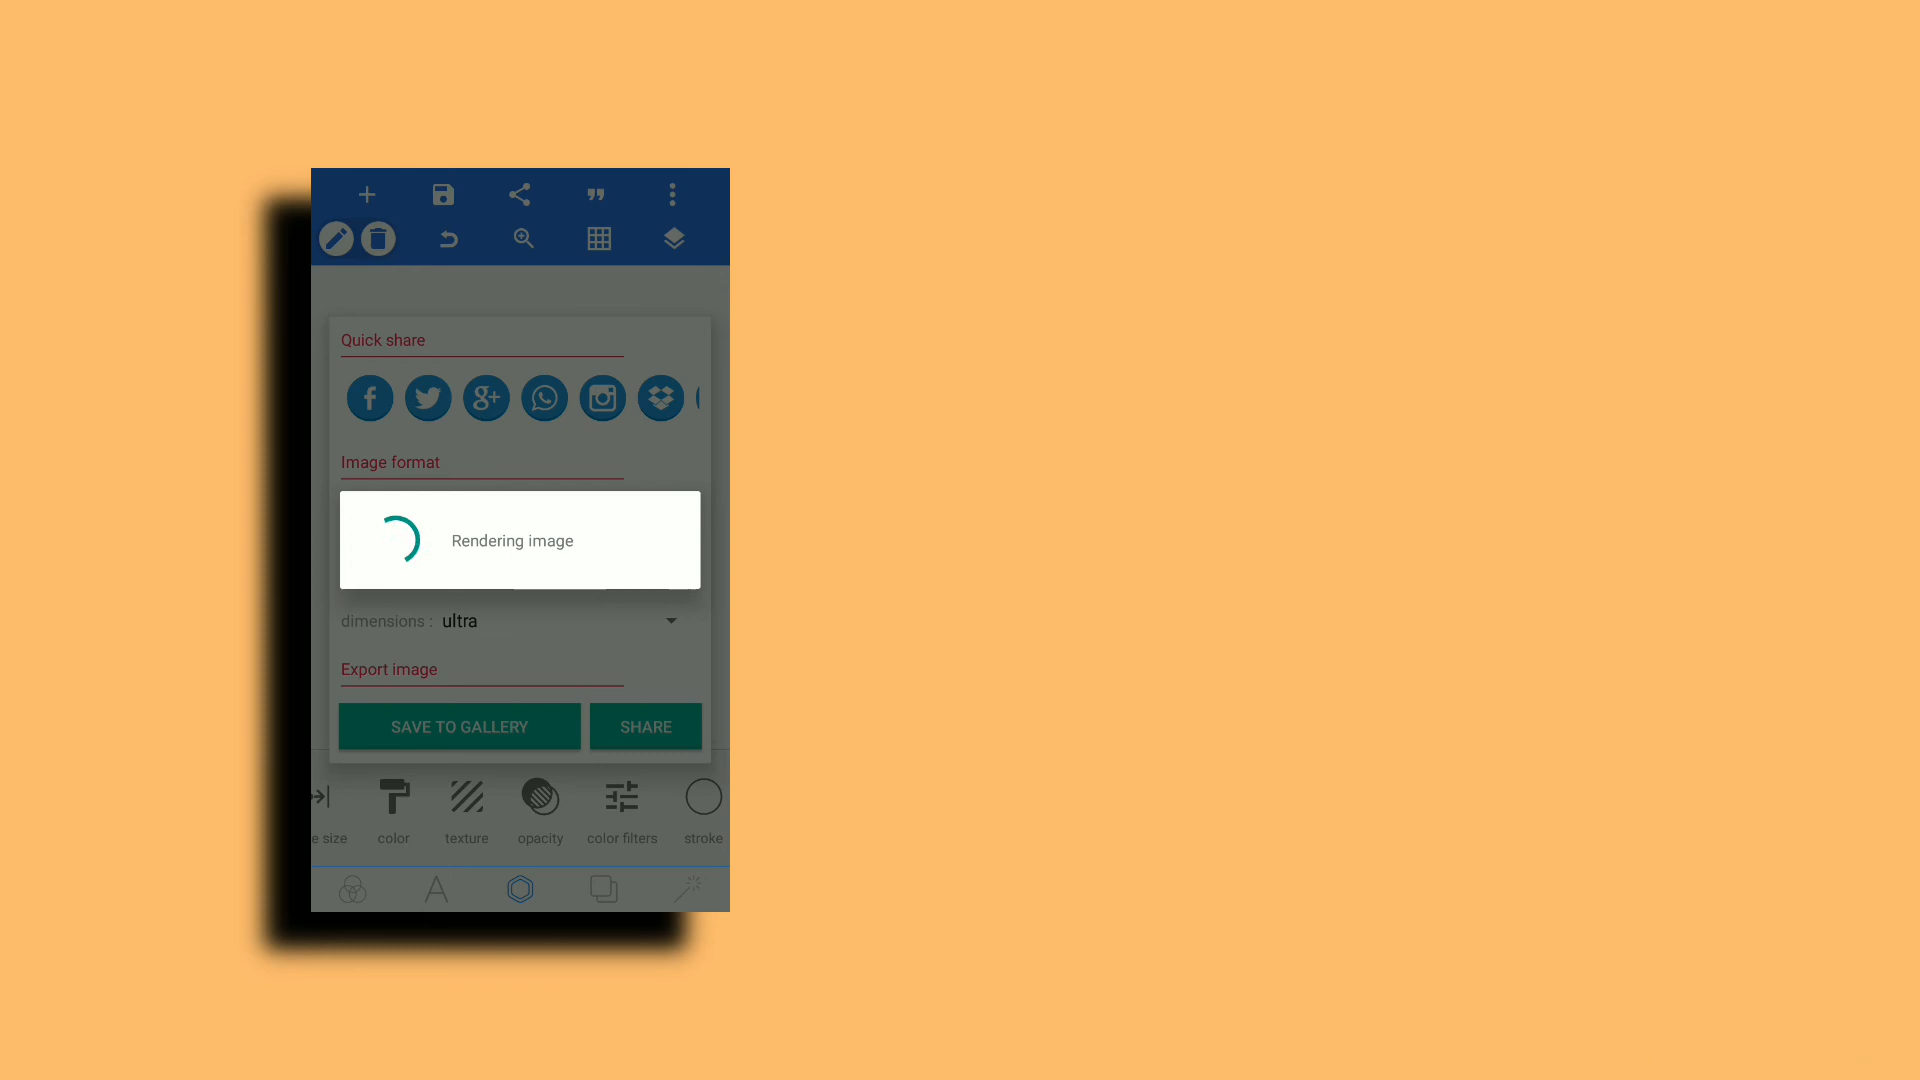 Quick share
Image format
Rendering image
dimensions : ultra
Export image
SAVE TO GALLERY SHARE
e size color texture opacity color filters stroke